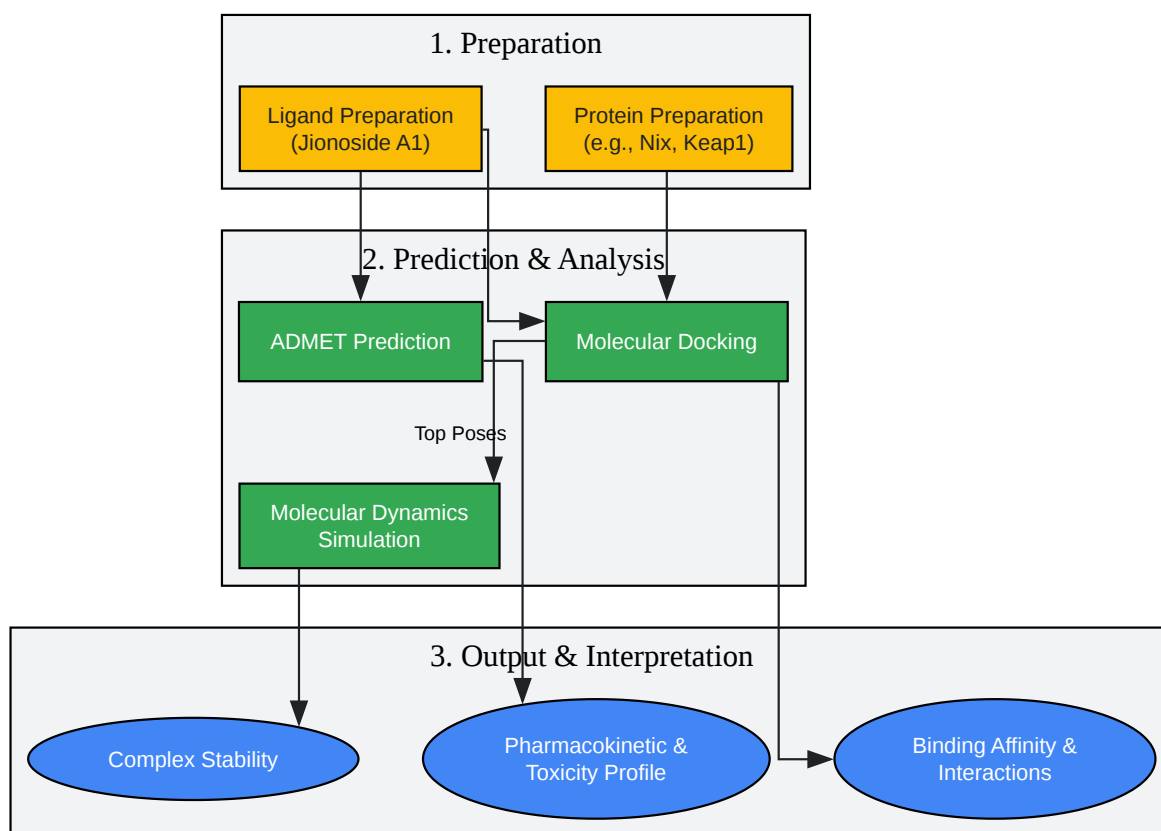 1. Preparation
Ligand Preparation
(Jionoside A1)
Protein Preparation
(e.g., Nix, Keap1)
2. Prediction & Analysis
ADMET Prediction
Molecular Docking
Top Poses
Molecular Dynamics
Simulation
3. Output & Interpretation
Complex Stability
Pharmacokinetic &
Toxicity Profile
Binding Affinity &
Interactions